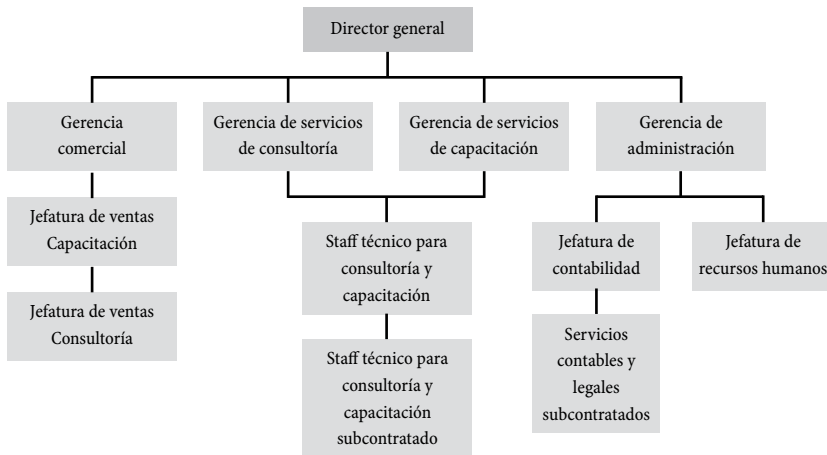 Director general
Gerencia
comercial
Gerencia de servicios
de consultoría
Gerencia de servicios
de capacitación
Gerencia de
administración
Jefatura de ventas
Capacitación
Jefatura de ventas
Consultoría
Staff técnico para
consultoría y
capacitación
Staff técnico para
consultoría y
capacitación
subcontratado
Jefatura de
contabilidad
Servicios
contables y
legales
subcontratados
Jefatura de
recursos humanos